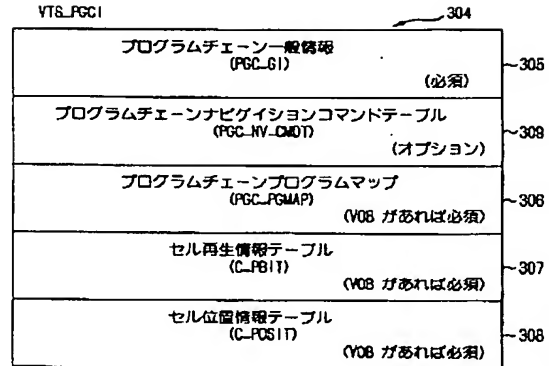 VTS_PGCI
304
プログラムチェーン一般情報
(PGC_GI)
(必須)
305
プログラムチェーンナビゲイションコマンドテーブル
(PGC_NV_CMDT)
(オプション)
309
プログラムチェーンプログラムマップ
(PGC_PGMAP)
(VOB があれば必須)
306
セル再生情報テーブル
(C_PBIT)
(VOB があれば必須)
307
セル位置情報テーブル
(C_POSIT)
(VOB があれば必須)
308